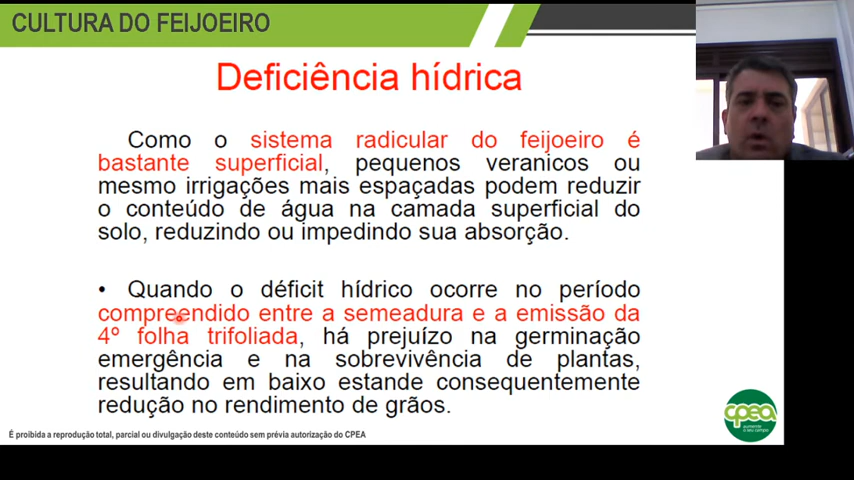 CULTURA DO FEIJOEIRO
Deficiência hídrica
Como o sistema radicular do feijoeiro é
bastante superficial, pequenos veranicos ou
mesmo irrigações mais espaçadas podem reduzir
o conteúdo de água na camada superficial do
solo, reduzindo ou impedindo sua absorção.
• Quando o déficit hídrico ocorre no período
compreendido entre a semeadura e a emissão da
4º folha trifoliada, há prejuízo na germinação
emergência e na sobrevivência de plantas,
resultando em baixo estande consequentemente
redução no rendimento de grãos.
cpea
aumente
o seu campo
É proibida a reprodução total, parcial ou divulgação deste conteúdo sem prévia autorização do CPEA